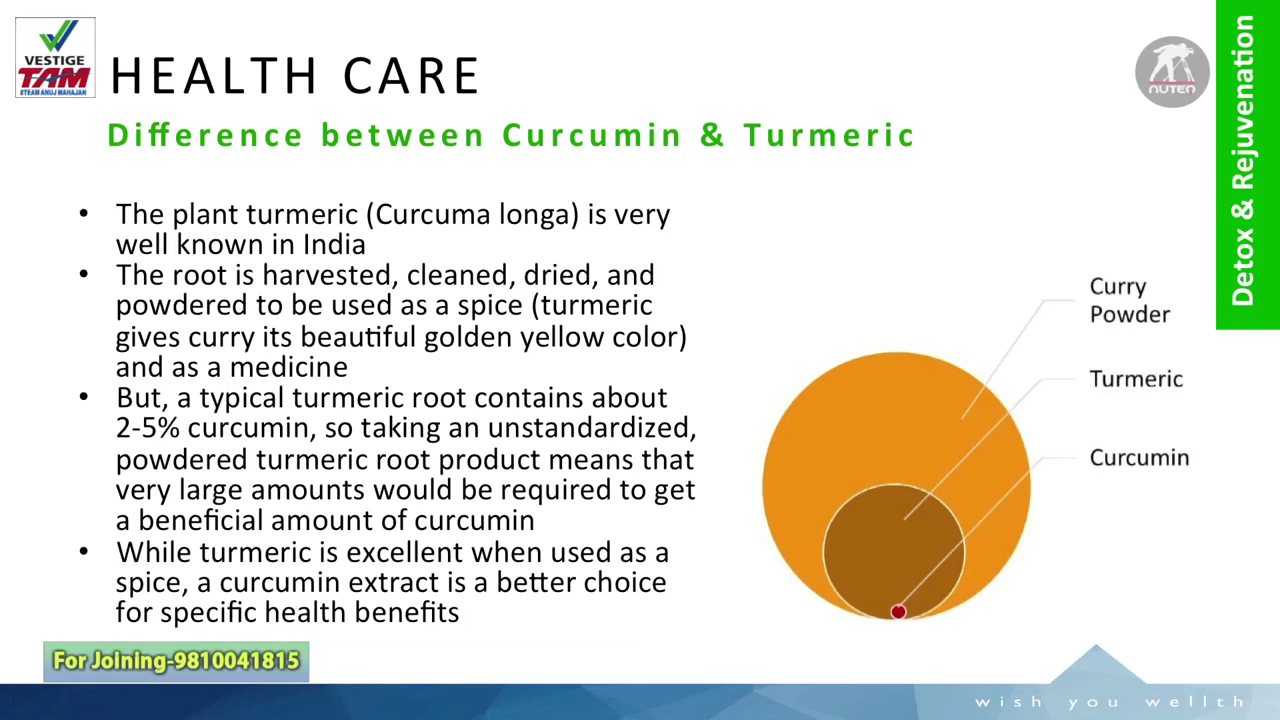 VESTIGE
TAM
STEAM ANUJ MAHAJAN
HEALTH CARE
Difference between Curcumin & Turmeric
NUTEQ
Detox & Rejuvenation
• The plant turmeric (Curcuma longa) is very
well known in India
• The root is harvested, cleaned, dried, and
powdered to be used as a spice (turmeric
gives curry its beautiful golden yellow color)
and as a medicine
• But, a typical turmeric root contains about
2-5% curcumin, so taking an unstandardized,
powdered turmeric root product means that
very large amounts would be required to get
a beneficial amount of curcumin
• While turmeric is excellent when used as a
spice, a curcumin extract is a better choice
for specific health benefits
Curry
Powder
Turmeric
Curcumin
For Joining-9810041815
wish you wellth